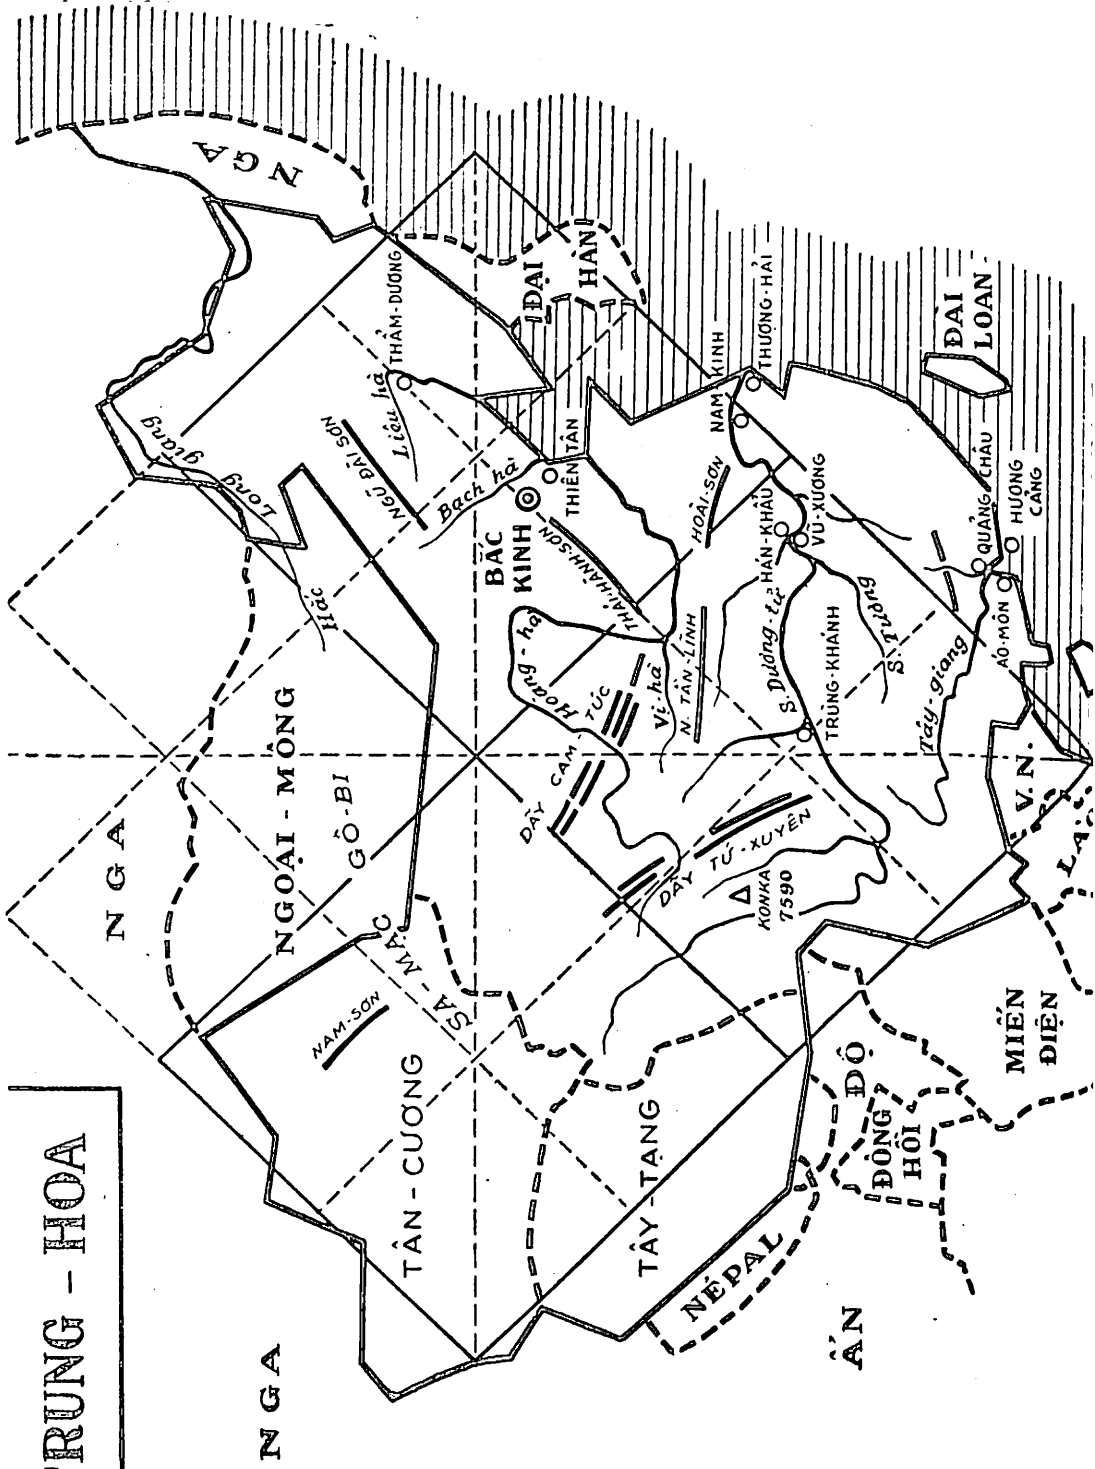 TRUNG - HOA
NGA
NGA
NGA
NGOẠI - MÔNG
GÔ - BI
SA - MẠC
NAM-SƠN
TÂN - CƯƠNG
TÂY - TẠNG
NÉPAL
ẤN
ĐỘ
ĐÔNG
HỒI
MIẾN
ĐIỆN
LÀO
V.N.
Hắc
Long
giang
Liêu hà
THẨM-DƯƠNG
NGŨ ĐÀI SƠN
Bạch hà
BẮC
KINH
THIÊN TÂN
THÁI-HÀNH-SƠN
ĐẠI
HÀN
Hoàng - hà
DÃY CAM TÚC
Vị-hà
N. TẦN - LĨNH
HOÀI-SƠN
NAM KINH
THƯỢNG-HẢI
HÁN-KHẨU
VŨ-XƯƠNG
S. Dương-tử
TRÙNG-KHÁNH
S. Tương
Tây-giang
DÃY TỨ-XUYÊN
KONKA
7590
QUẢNG-CHÂU
HƯƠNG
CẢNG
ÁO-MÔN
ĐÀI
LOAN